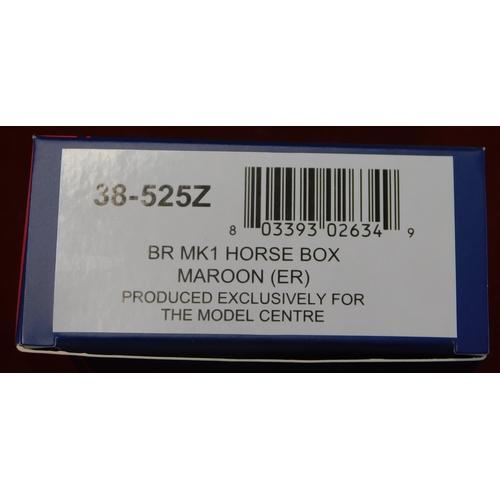 38-525Z
8 03393 02634 9
BR MK1 HORSE BOX
MAROON (ER)
PRODUCED EXCLUSIVELY FOR
THE MODEL CENTRE